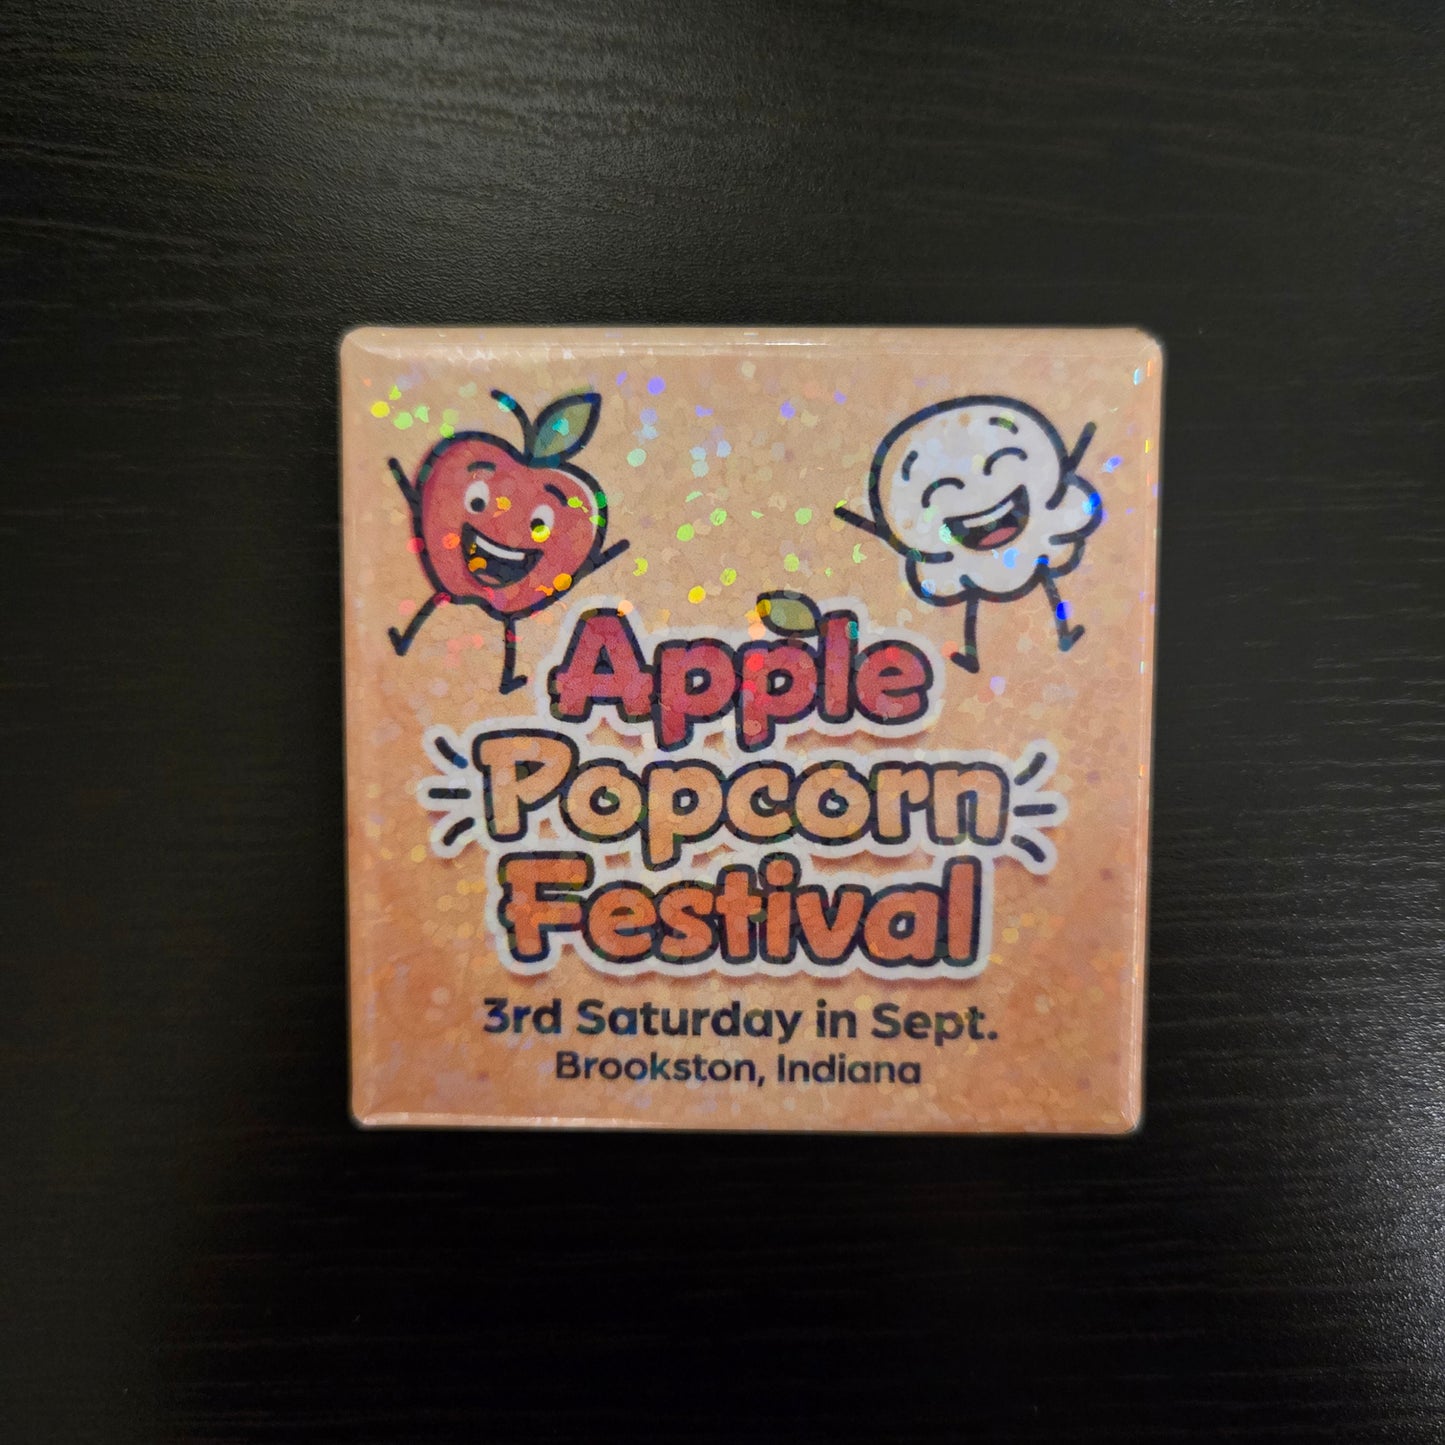 Apple
Popcorn
Festival
3rd Saturday in Sept.
Brookston, Indiana